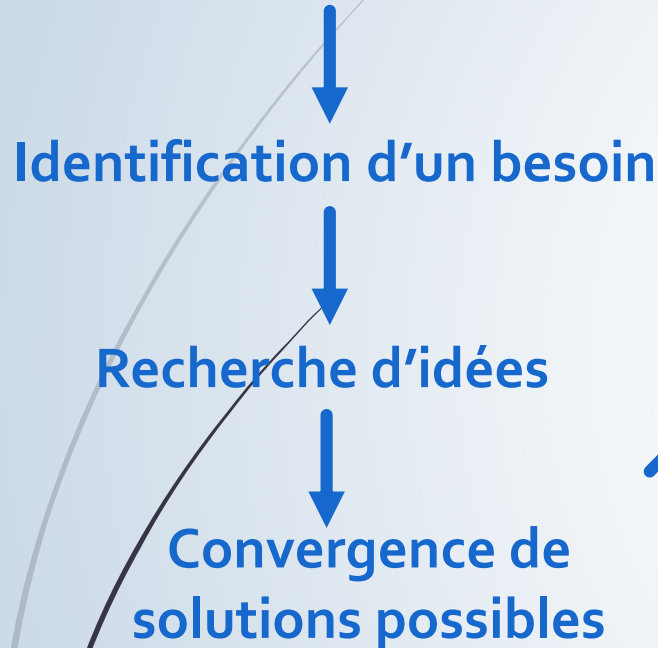 Identification d’un besoin
Recherche d’idées
Convergence de
solutions possibles